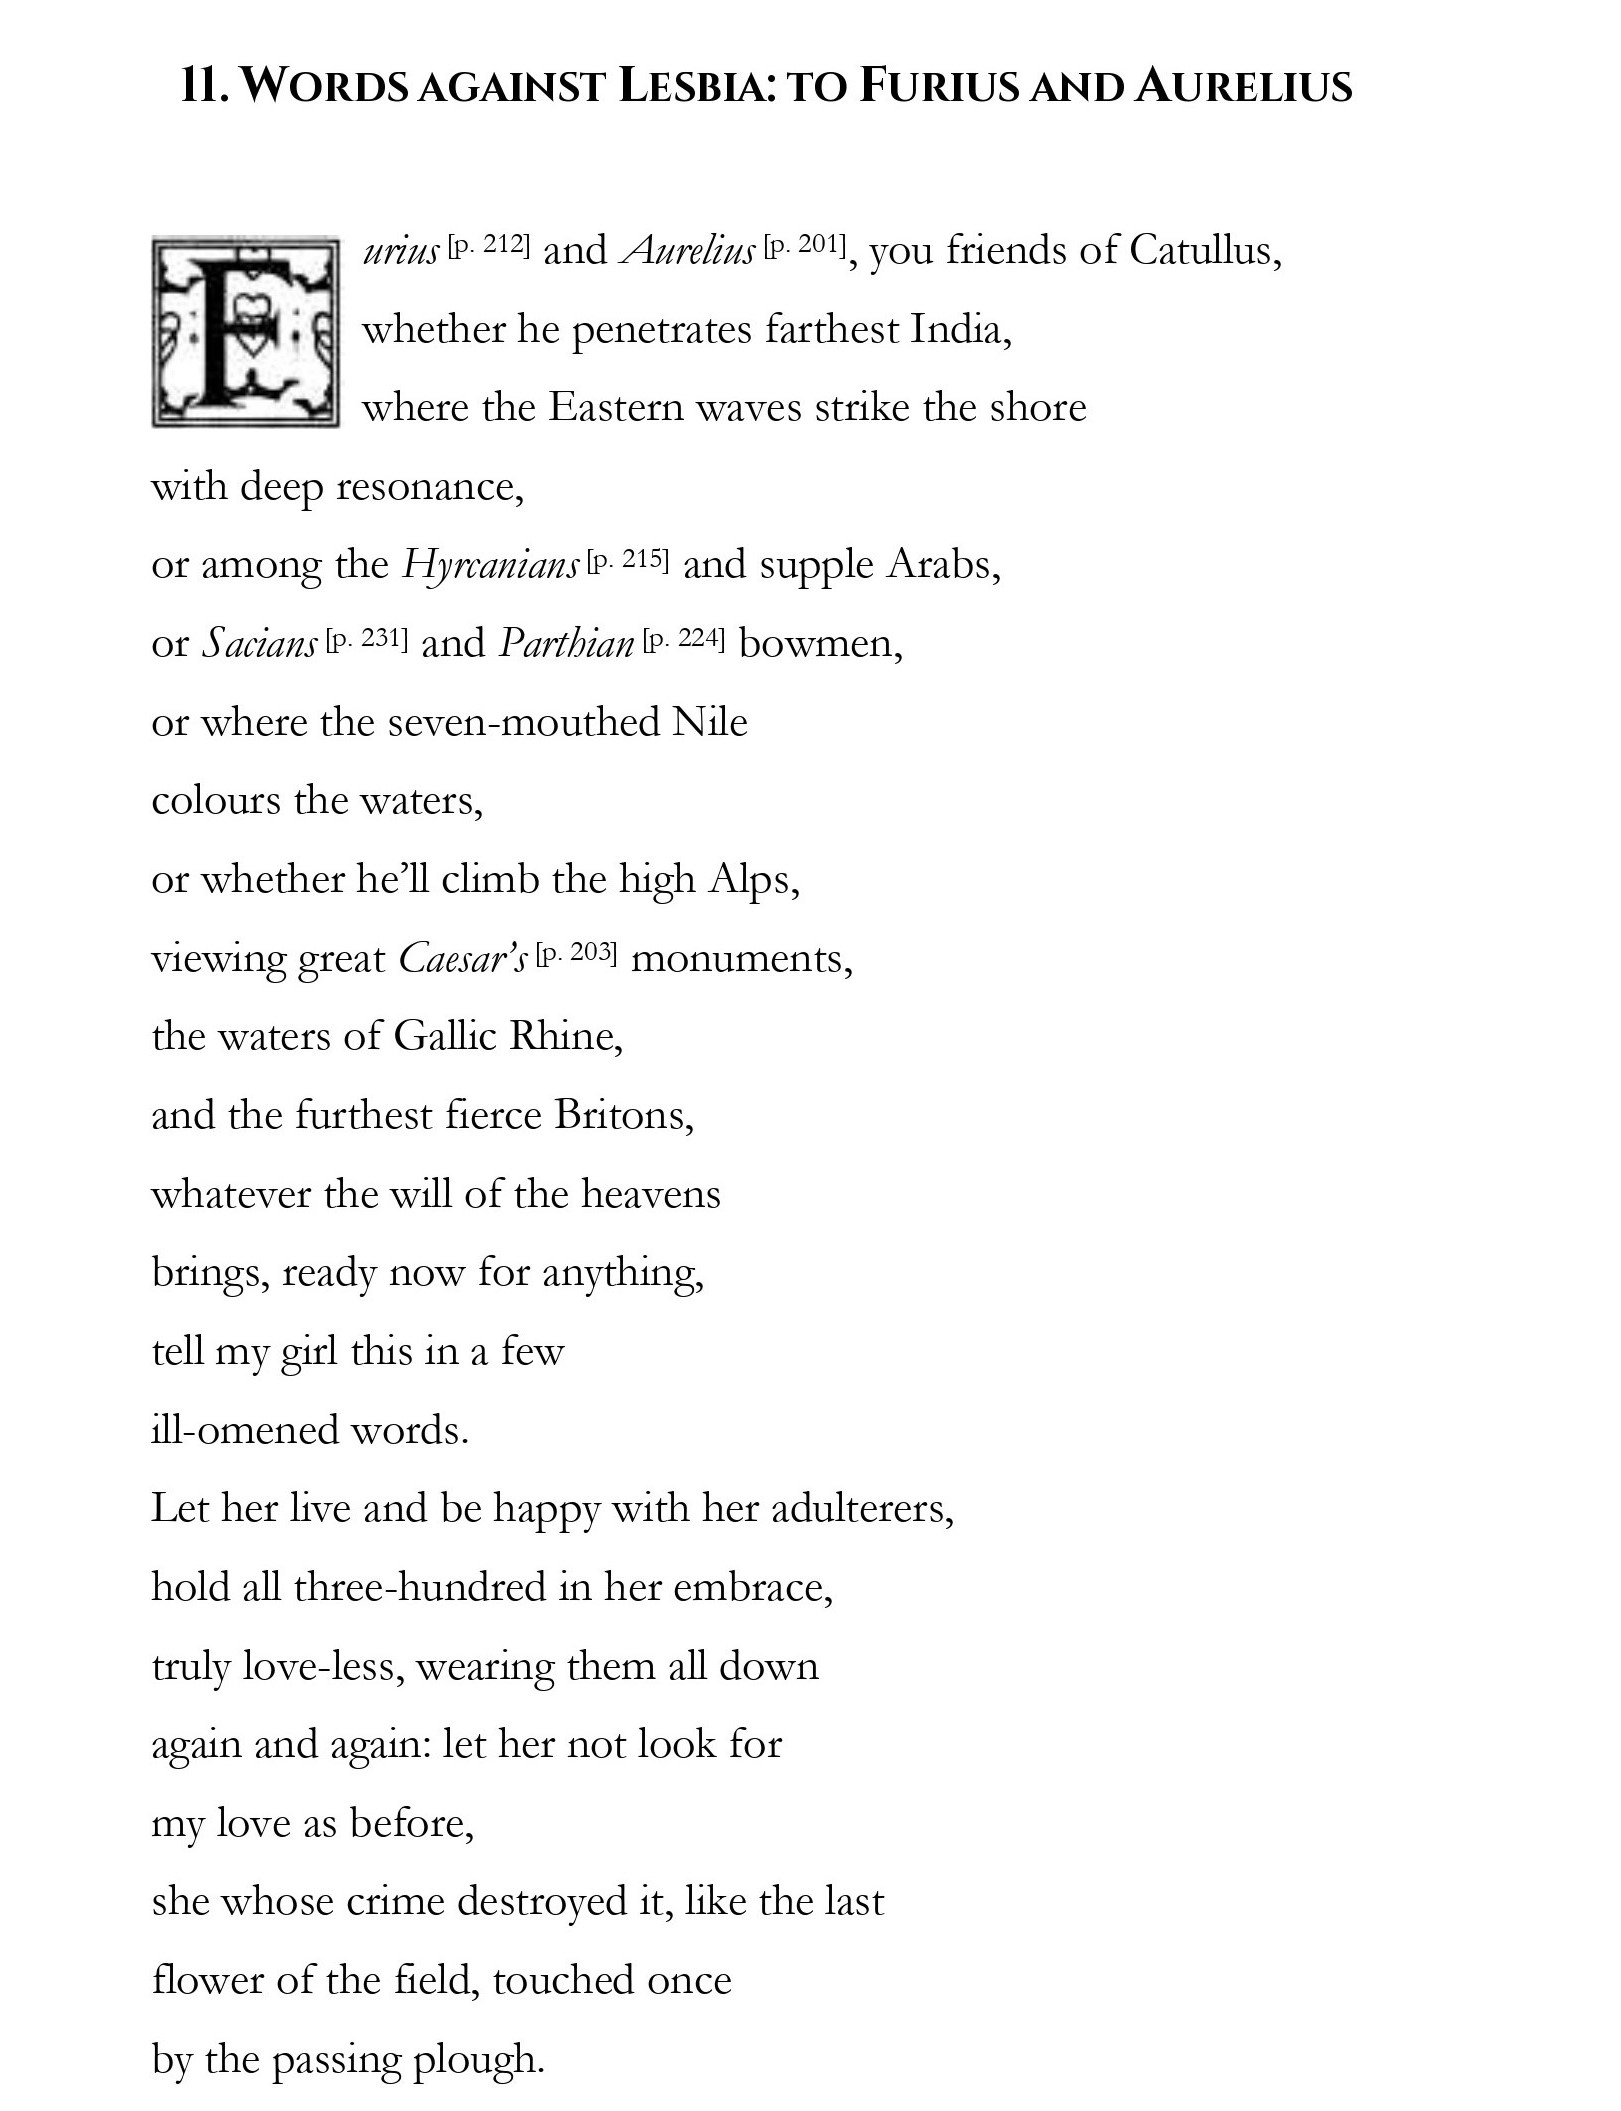 11. WORDS AGAINST LESBIA: TO FURIUS AND AURELIUS
Furius [p. 212] and Aurelius [p. 201], you friends of Catullus,
whether he penetrates farthest India,
where the Eastern waves strike the shore
with deep resonance,
or among the Hyrcanians [p. 215] and supple Arabs,
or Sacians [p. 231] and Parthian [p. 224] bowmen,
or where the seven-mouthed Nile
colours the waters,
or whether he’ll climb the high Alps,
viewing great Caesar’s [p. 203] monuments,
the waters of Gallic Rhine,
and the furthest fierce Britons,
whatever the will of the heavens
brings, ready now for anything,
tell my girl this in a few
ill-omened words.
Let her live and be happy with her adulterers,
hold all three-hundred in her embrace,
truly love-less, wearing them all down
again and again: let her not look for
my love as before,
she whose crime destroyed it, like the last
flower of the field, touched once
by the passing plough.